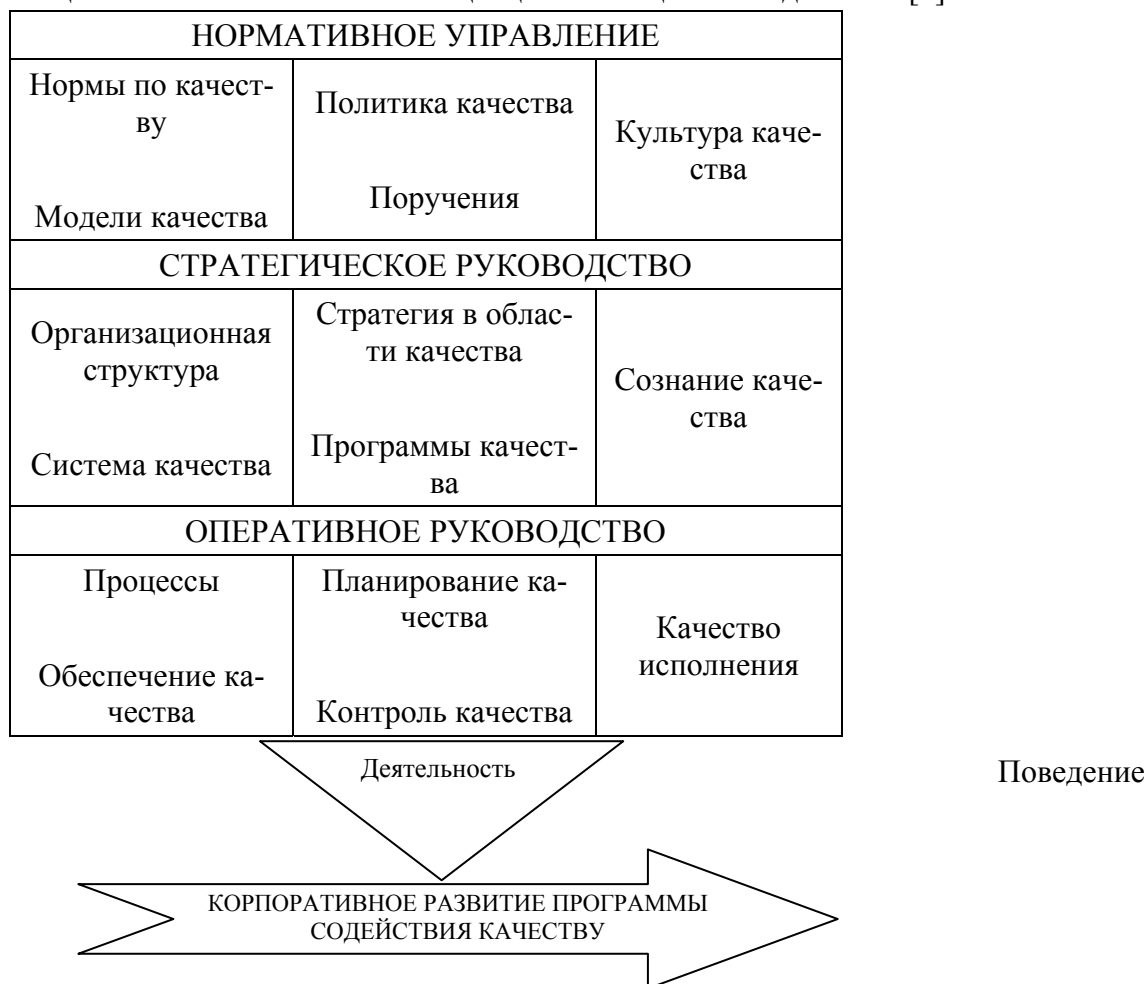 НОРМАТИВНОЕ УПРАВЛЕНИЕ
Нормы по качест-
ву
Модели качества
Политика качества
Поручения
Культура каче-
ства
СТРАТЕГИЧЕСКОЕ РУКОВОДСТВО
Организационная
структура
Система качества
Стратегия в облас-
ти качества
Программы качест-
ва
Сознание каче-
ства
ОПЕРАТИВНОЕ РУКОВОДСТВО
Процессы
Обеспечение ка-
чества
Планирование ка-
чества
Контроль качества
Качество
исполнения
Деятельность
Поведение
КОРПОРАТИВНОЕ РАЗВИТИЕ ПРОГРАММЫ
СОДЕЙСТВИЯ КАЧЕСТВУ